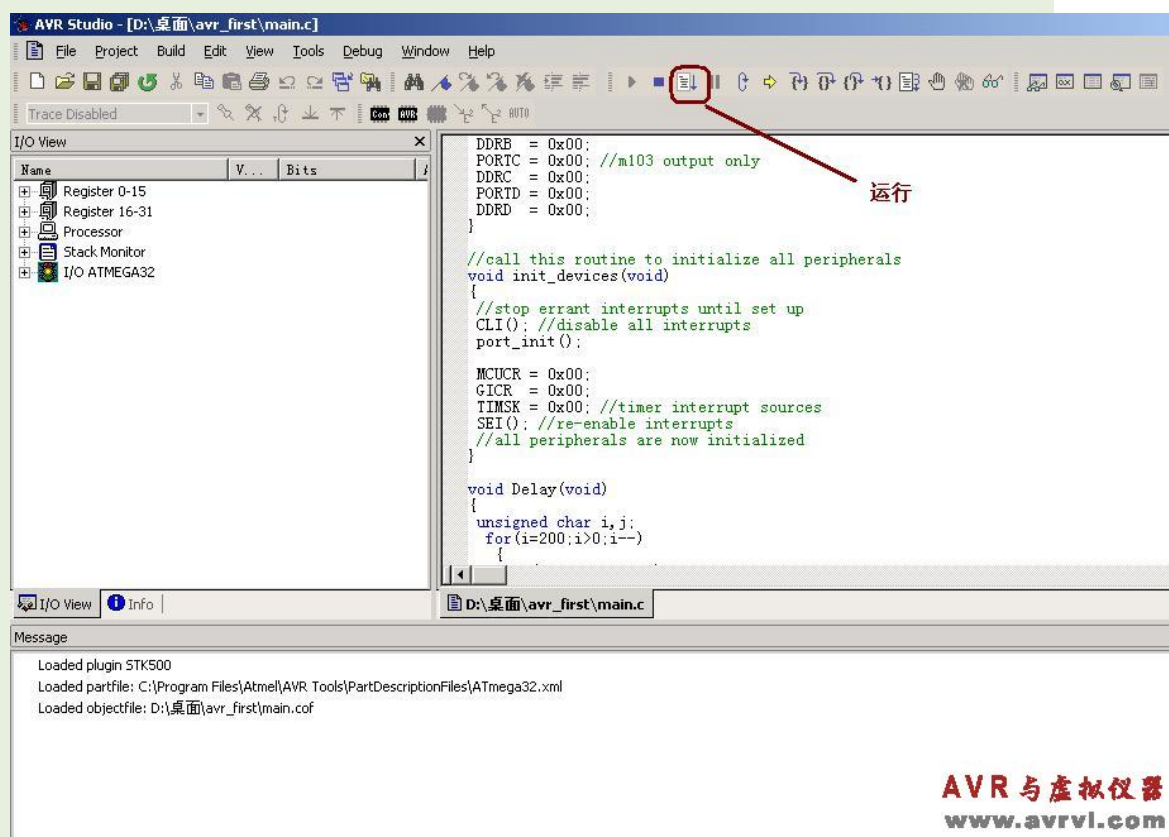 AVR Studio - [D:\桌面\avr_first\main.c]
File Project Build Edit View Tools Debug Window Help
Trace Disabled
Con AVR AUTO
I/O View
Name V... Bits
Register 0-15
Register 16-31
Processor
Stack Monitor
I/O ATMEGA32
DDRB = 0x00;
PORTC = 0x00; //m103 output only
DDRC = 0x00;
PORTD = 0x00;
DDRD = 0x00;
}
运行
//call this routine to initialize all peripherals
void init_devices(void)
{
//stop errant interrupts until set up
CLI(); //disable all interrupts
port_init();
MCUCR = 0x00;
GICR = 0x00;
TIMSK = 0x00; //timer interrupt sources
SEI(); //re-enable interrupts
//all peripherals are now initialized
}
void Delay(void)
{
unsigned char i,j;
for(i=200;i>0;i--)
{
I/O View Info
D:\桌面\avr_first\main.c
Message
Loaded plugin STK500
Loaded partfile: C:\Program Files\Atmel\AVR Tools\PartDescriptionFiles\ATmega32.xml
Loaded objectfile: D:\桌面\avr_first\main.cof
AVR与虚拟仪器
www.avrvi.com